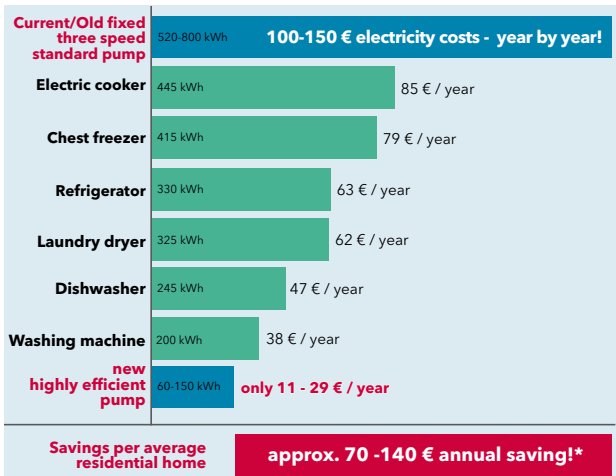 Current/Old fixed
three speed
standard pump
520-800 kWh
100-150 € electricity costs - year by year!
Electric cooker
445 kWh
85 € / year
Chest freezer
415 kWh
79 € / year
Refrigerator
330 kWh
63 € / year
Laundry dryer
325 kWh
62 € / year
Dishwasher
245 kWh
47 € / year
Washing machine
200 kWh
38 € / year
new
highly efficient
pump
60-150 kWh
only 11 - 29 € / year
Savings per average
residential home
approx. 70 -140 € annual saving!*